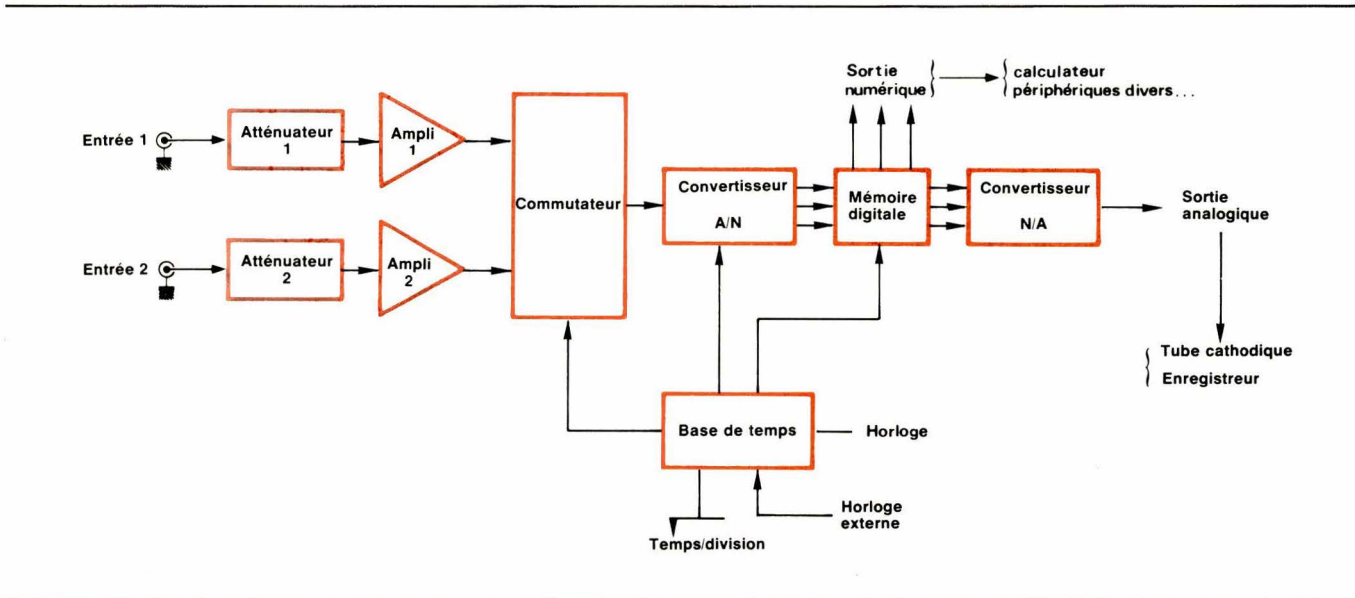 Sortie
numérique
calculateur
périphériques divers...
Entrée 1
Atténuateur
1
Ampli
1
Commutateur
Convertisseur
A/N
Mémoire
digitale
Convertisseur
N/A
Sortie
analogique
Entrée 2
Atténuateur
2
Ampli
2
Tube cathodique
Enregistreur
Base de temps
Horloge
Horloge
externe
Temps/division